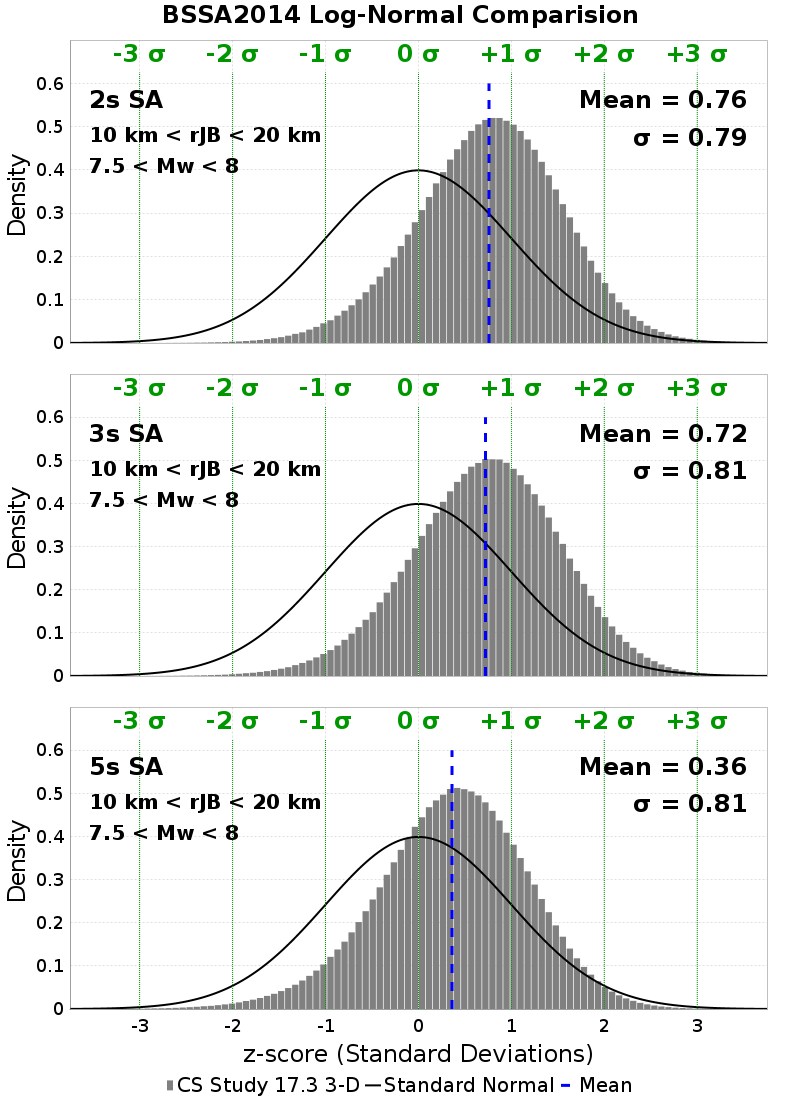 BSSA2014 Log-Normal Comparision
-3 σ -2 σ -1 σ 0 σ +1 σ +2 σ +3 σ
0.6
2s SA Mean = 0.76
0.5
10 km < rJB < 20 km σ = 0.79
7.5 < Mw < 8
0.4
Density
0.3
0.2
0.1
0
-3 σ -2 σ -1 σ 0 σ +1 σ +2 σ +3 σ
0.6
3s SA Mean = 0.72
0.5
10 km < rJB < 20 km σ = 0.81
7.5 < Mw < 8
0.4
Density
0.3
0.2
0.1
0
-3 σ -2 σ -1 σ 0 σ +1 σ +2 σ +3 σ
0.6
5s SA Mean = 0.36
0.5
10 km < rJB < 20 km σ = 0.81
7.5 < Mw < 8
0.4
Density
0.3
0.2
0.1
0
-3 -2 -1 0 1 2 3
z-score (Standard Deviations)
CS Study 17.3 3-D Standard Normal Mean